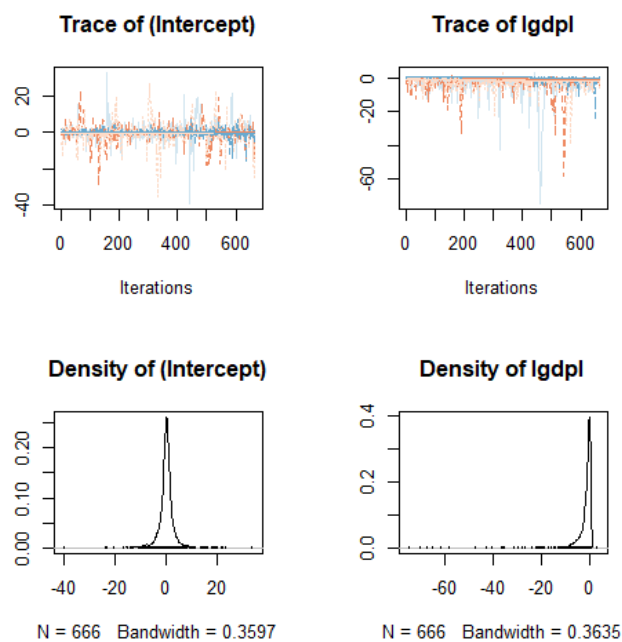 Trace of (Intercept)
Trace of lgdpl
20
0
-40
0
-20
-60
0 200 400 600
0 200 400 600
Iterations
Iterations
Density of (Intercept)
Density of lgdpl
0.20
0.10
0.00
0.4
0.2
0.0
-40 -20 0 20
-60 -40 -20 0
N = 666 Bandwidth = 0.3597
N = 666 Bandwidth = 0.3635